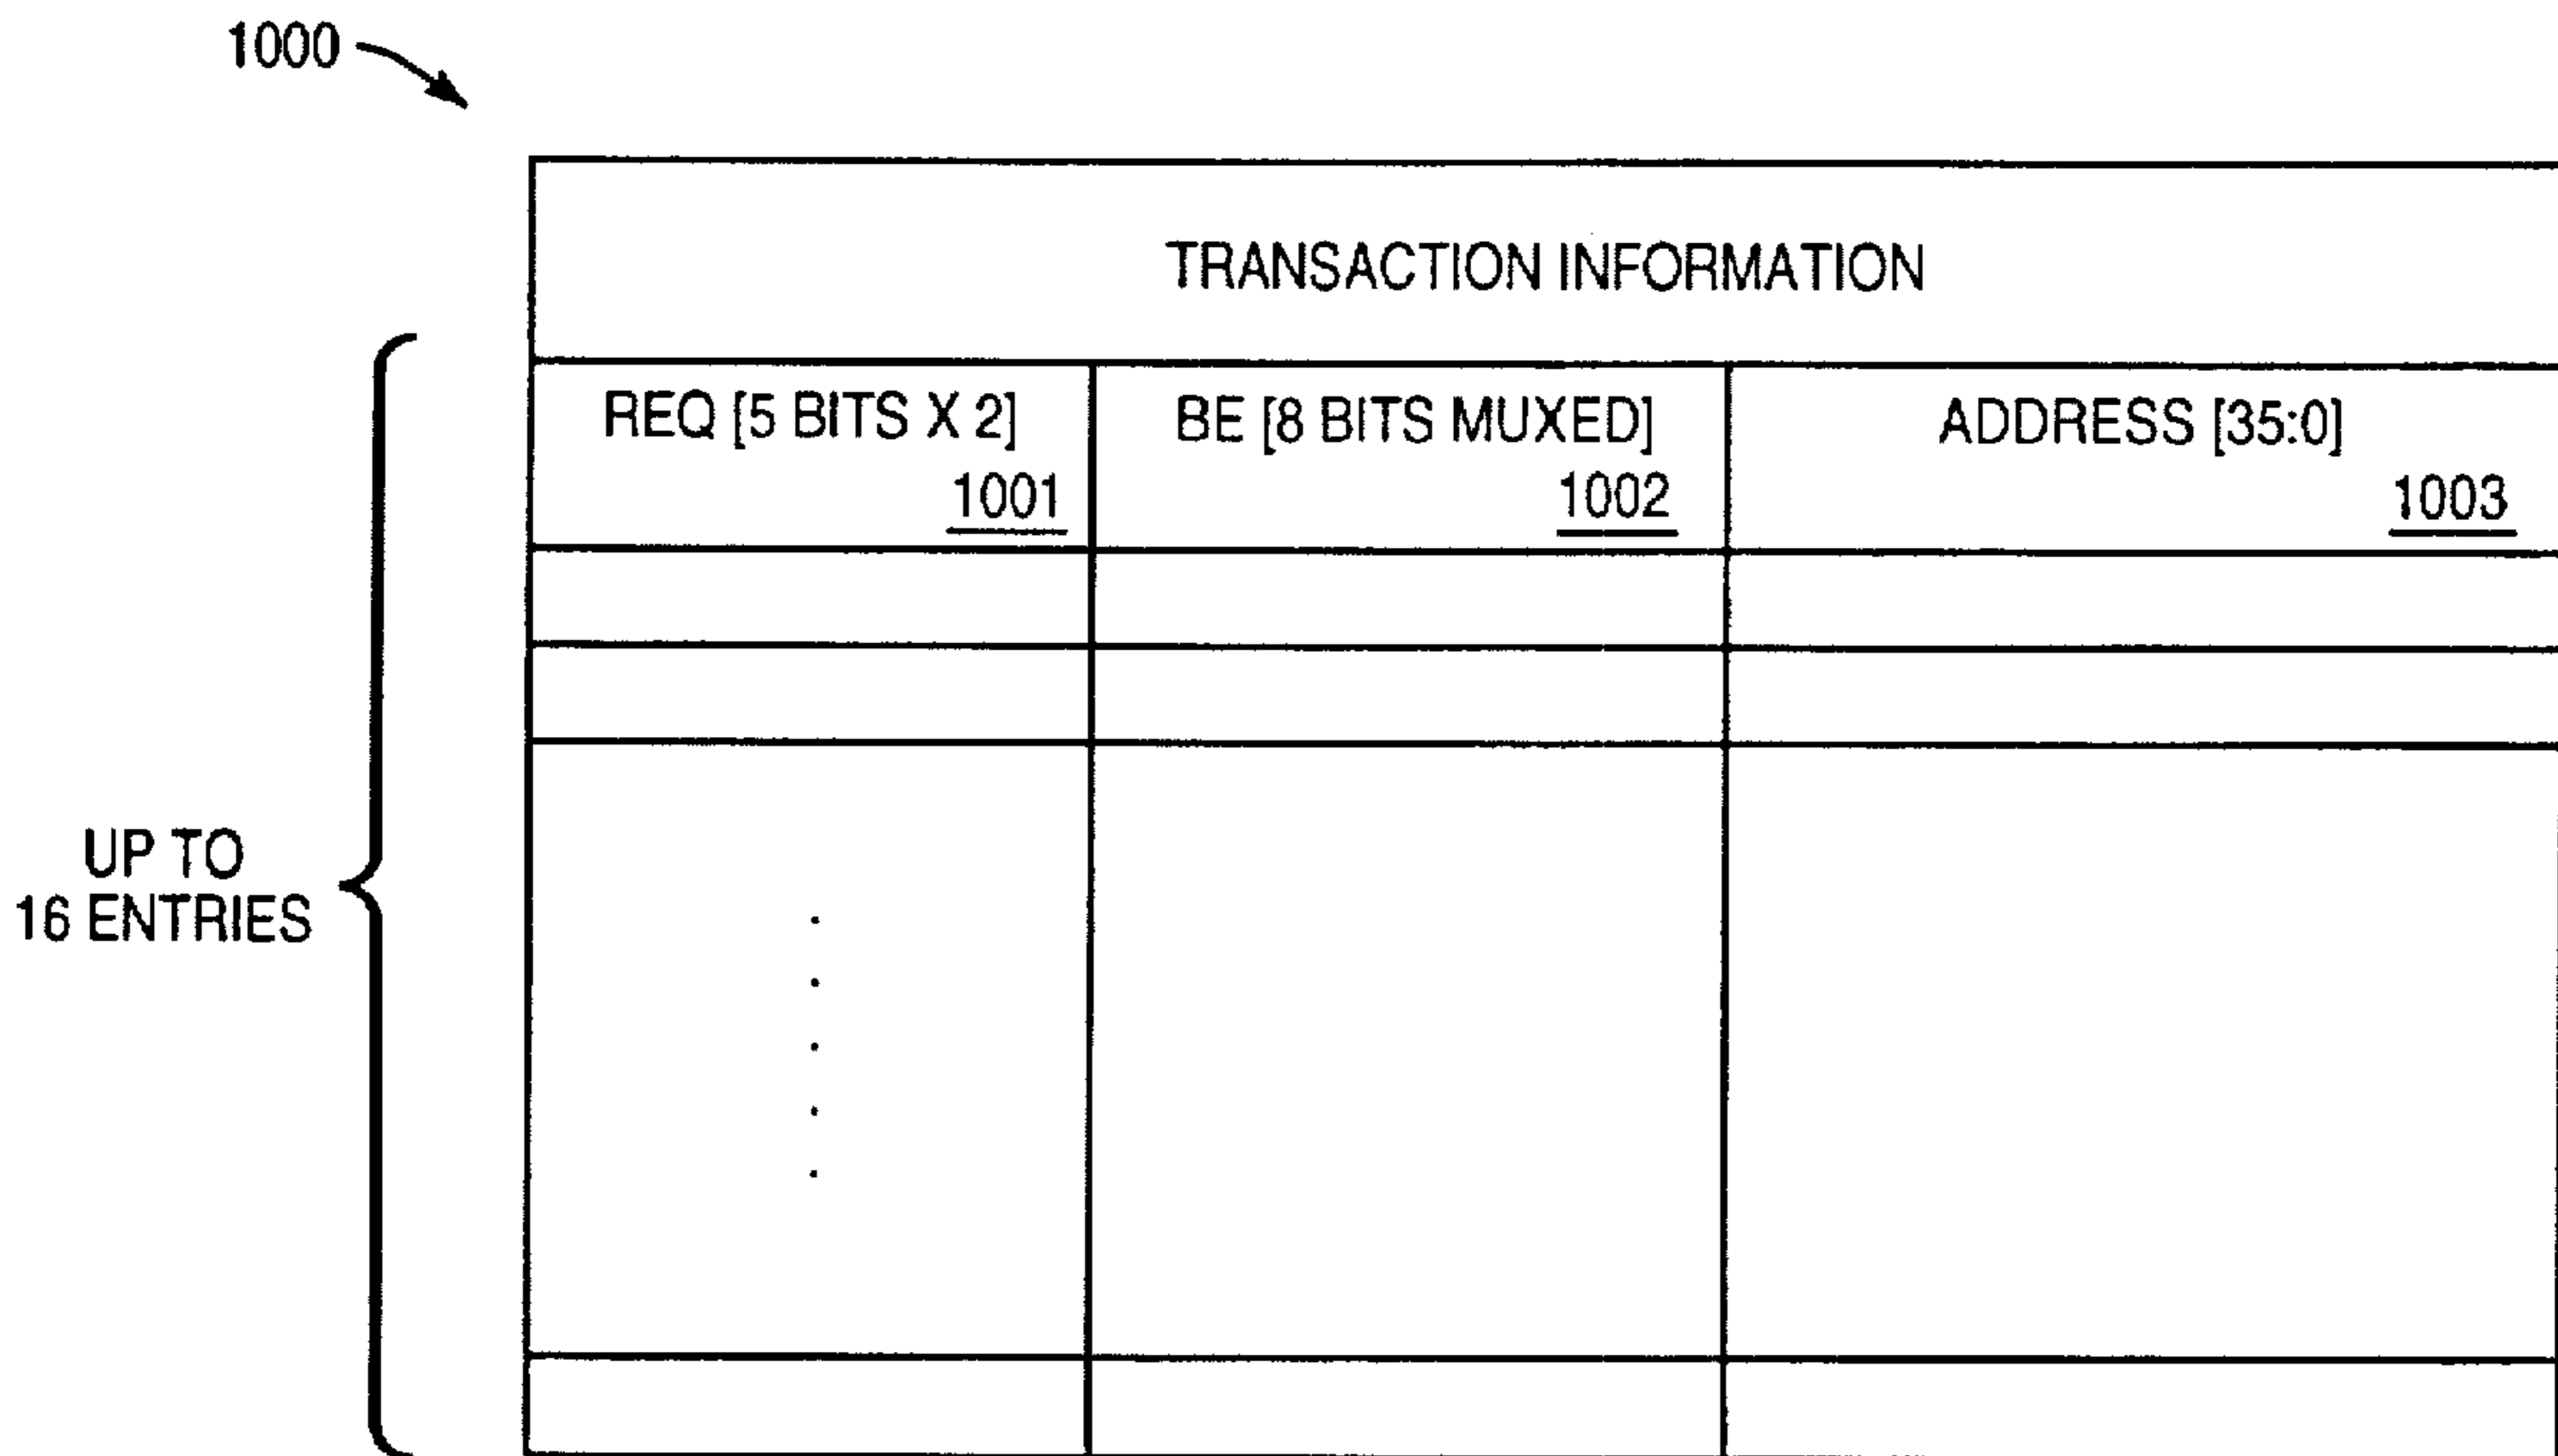 1000
TRANSACTION INFORMATION
REQ [5 BITS X 2]
1001
BE [8 BITS MUXED]
1002
ADDRESS [35:0]
1003
UP TO
16 ENTRIES